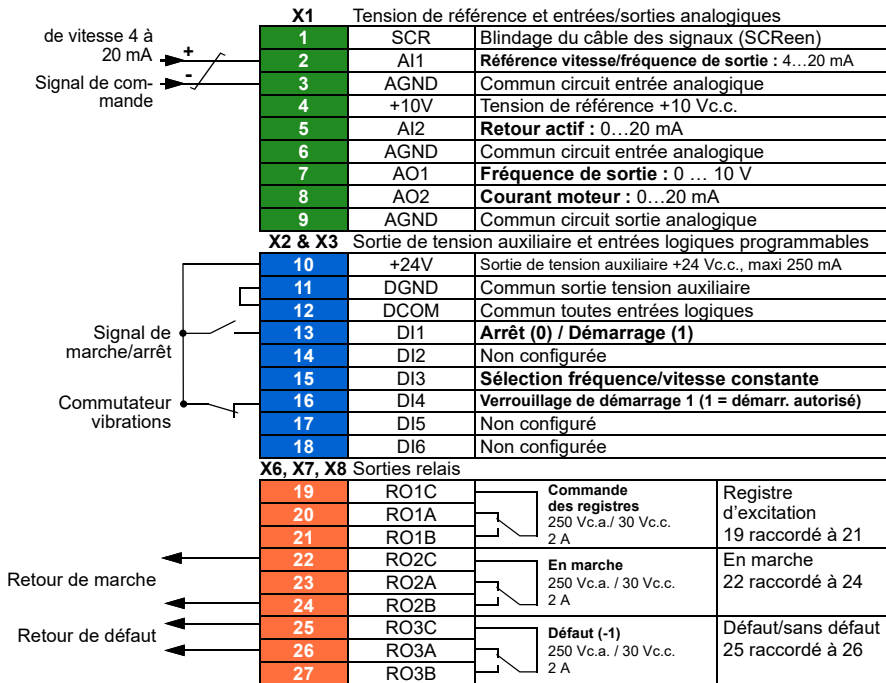 X1 Tension de référence et entrées/sorties analogiques
de vitesse 4 à
20 mA
+
-
Signal de com-
mande
1 SCR Blindage du câble des signaux (SCReen)
2 AI1 Référence vitesse/fréquence de sortie : 4…20 mA
3 AGND Commun circuit entrée analogique
4 +10V Tension de référence +10 Vc.c.
5 AI2 Retour actif : 0…20 mA
6 AGND Commun circuit entrée analogique
7 AO1 Fréquence de sortie : 0 … 10 V
8 AO2 Courant moteur : 0…20 mA
9 AGND Commun circuit sortie analogique
X2 & X3 Sortie de tension auxiliaire et entrées logiques programmables
10 +24V Sortie de tension auxiliaire +24 Vc.c., maxi 250 mA
11 DGND Commun sortie tension auxiliaire
12 DCOM Commun toutes entrées logiques
Signal de
marche/arrêt
13 DI1 Arrêt (0) / Démarrage (1)
14 DI2 Non configurée
15 DI3 Sélection fréquence/vitesse constante
Commutateur
vibrations
16 DI4 Verrouillage de démarrage 1 (1 = démarr. autorisé)
17 DI5 Non configuré
18 DI6 Non configurée
X6, X7, X8 Sorties relais
19 RO1C
20 RO1A
21 RO1B
Commande
des registres
250 Vc.a./ 30 Vc.c.
2 A
Registre
d’excitation
19 raccordé à 21
Retour de marche
22 RO2C
23 RO2A
24 RO2B
En marche
250 Vc.a. / 30 Vc.c.
2 A
En marche
22 raccordé à 24
Retour de défaut
25 RO3C
26 RO3A
27 RO3B
Défaut (-1)
250 Vc.a. / 30 Vc.c.
2 A
Défaut/sans défaut
25 raccordé à 26